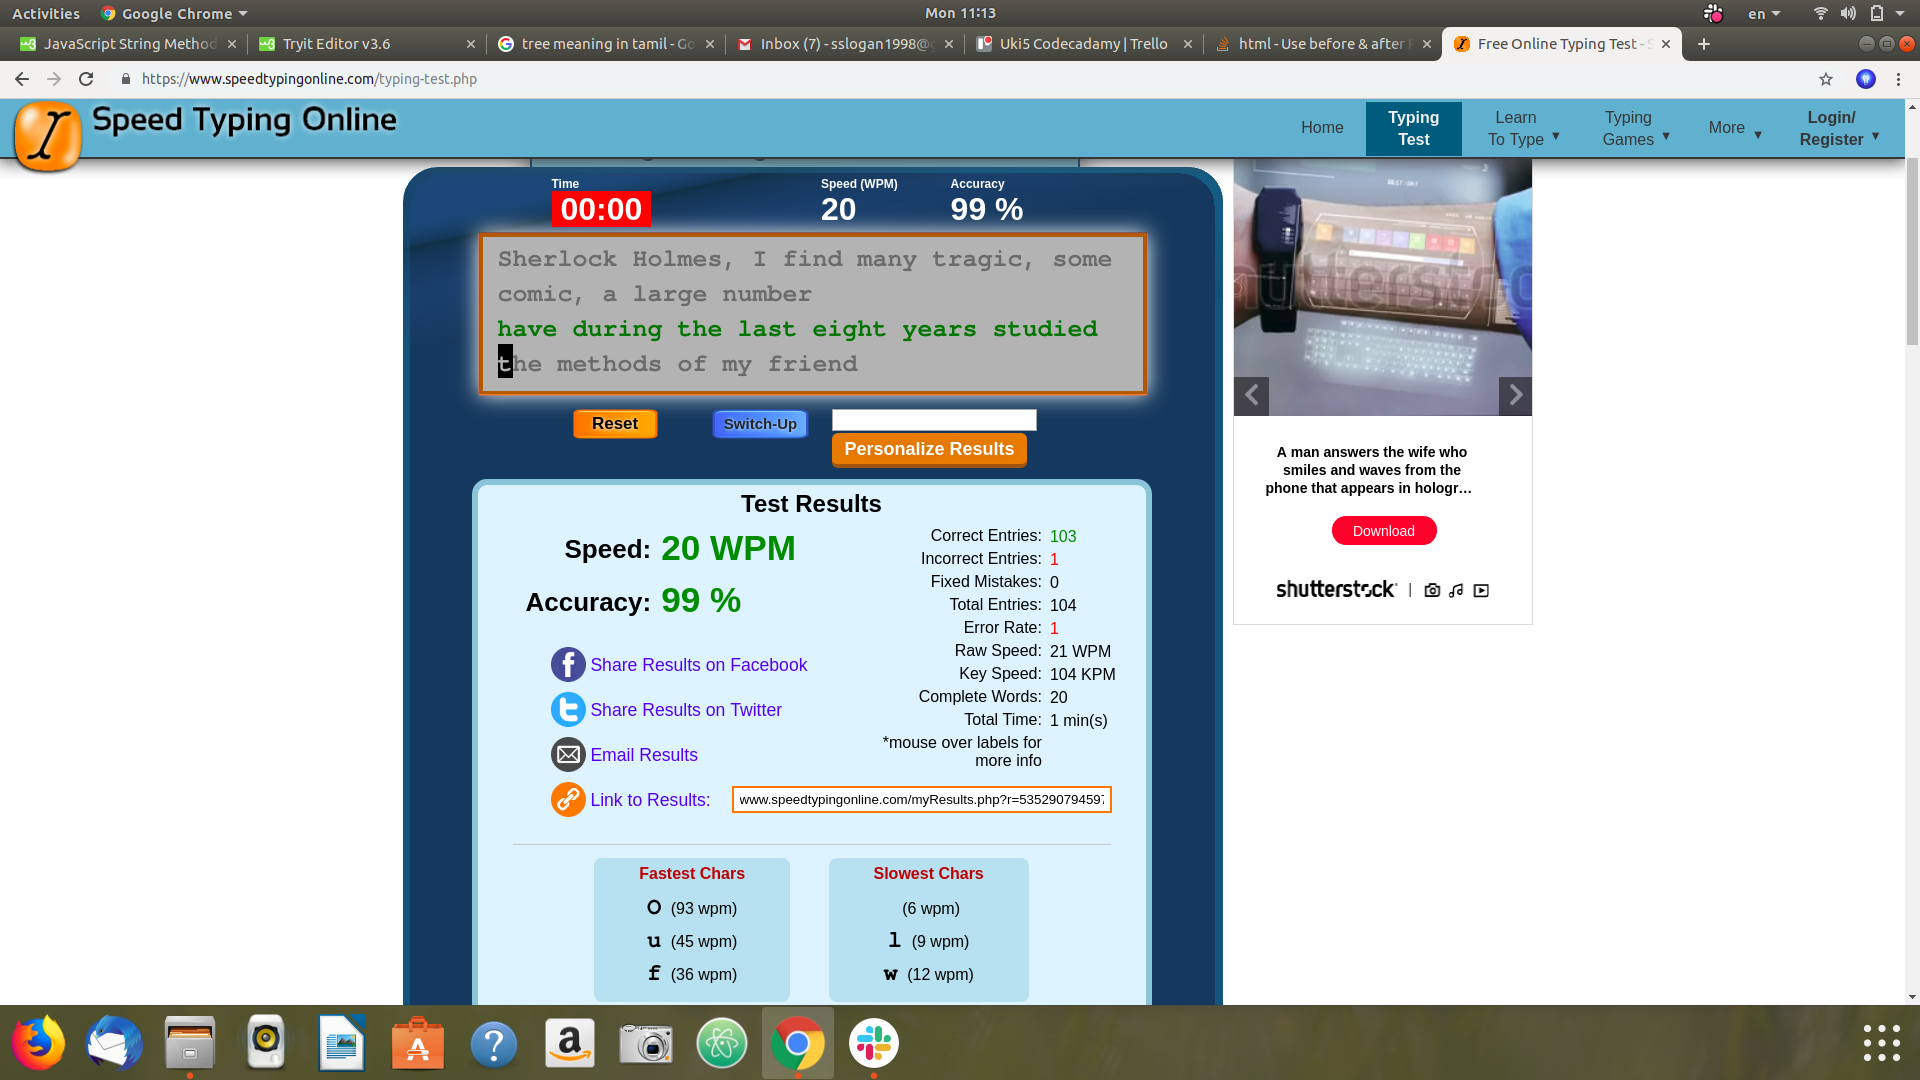 Activities
Google Chrome
Mon 11:13
en
JavaScript String Method
Tryit Editor v3.6
tree meaning in tamil - Go
Inbox (7) - sslogan1998@g
Uki5 Codecadamy | Trello
html - Use before & after
Free Online Typing Test - S
https://www.speedtypingonline.com/typing-test.php
Speed Typing Online
Home
Typing Test
Learn To Type
Typing Games
More
Login/ Register
Time
Speed (WPM)
Accuracy
00:00
20
99 %
Sherlock Holmes, I find many tragic, some
comic, a large number
have during the last eight years studied
the methods of my friend
Reset
Switch-Up
Personalize Results
Test Results
Speed: 20 WPM
Accuracy: 99 %
Correct Entries: 103
Incorrect Entries: 1
Fixed Mistakes: 0
Total Entries: 104
Error Rate: 1
Raw Speed: 21 WPM
Key Speed: 104 KPM
Complete Words: 20
Total Time: 1 min(s)
*mouse over labels for
more info
Share Results on Facebook
Share Results on Twitter
Email Results
Link to Results: www.speedtypingonline.com/myResults.php?r=53529079459
Fastest Chars
O (93 wpm)
u (45 wpm)
f (36 wpm)
Slowest Chars
(6 wpm)
l (9 wpm)
w (12 wpm)
A man answers the wife who
smiles and waves from the
phone that appears in hologr…
Download
shutterstock